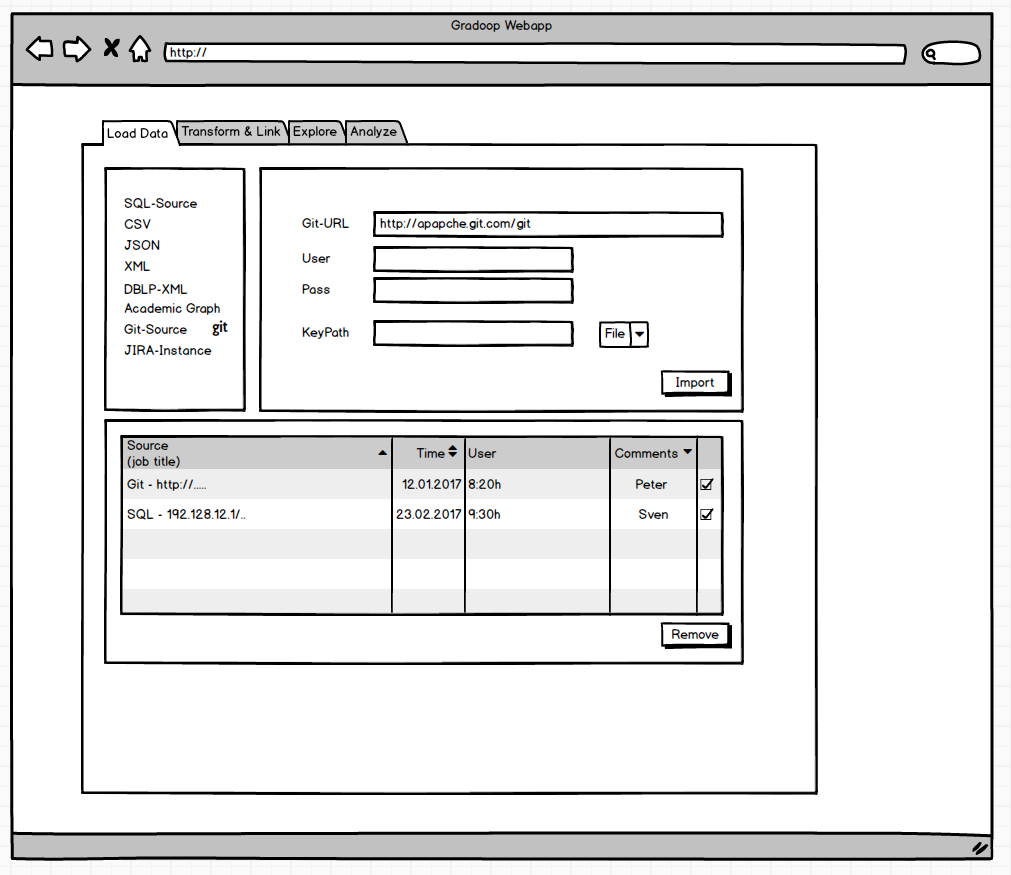 Gradoop Webapp
http://
Load Data Transform & Link Explore Analyze
SQL-Source
CSV
JSON
XML
DBLP-XML
Academic Graph
Git-Source git
JIRA-Instance
Git-URL http://apapche.git.com/git
User
Pass
KeyPath File
Import
Source
(job title) Time User Comments
Git - http://..... 12.01.2017 8:20h Peter
SQL - 192.128.12.1/.. 23.02.2017 9:30h Sven
Remove